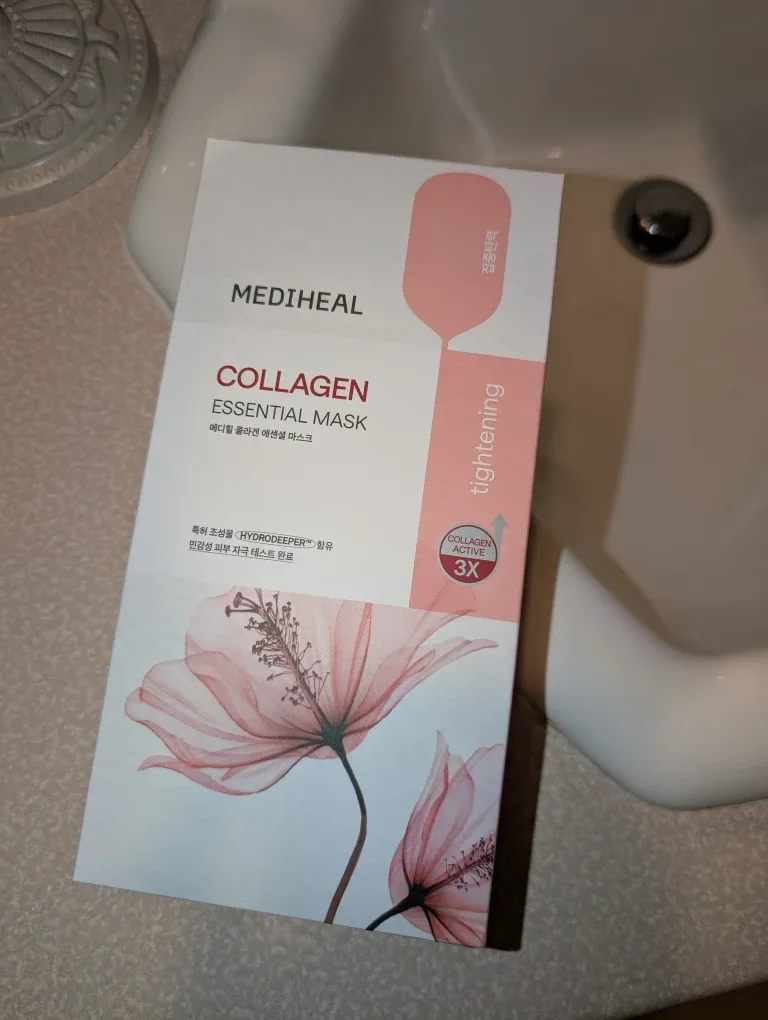 집중탄력
MEDIHEAL
COLLAGEN
ESSENTIAL MASK
메디힐 콜라겐 에센셜 마스크
tightening
특허 조성물 HYDRODEEPER™ 함유
민감성 피부 자극 테스트 완료
COLLAGEN
ACTIVE
3X